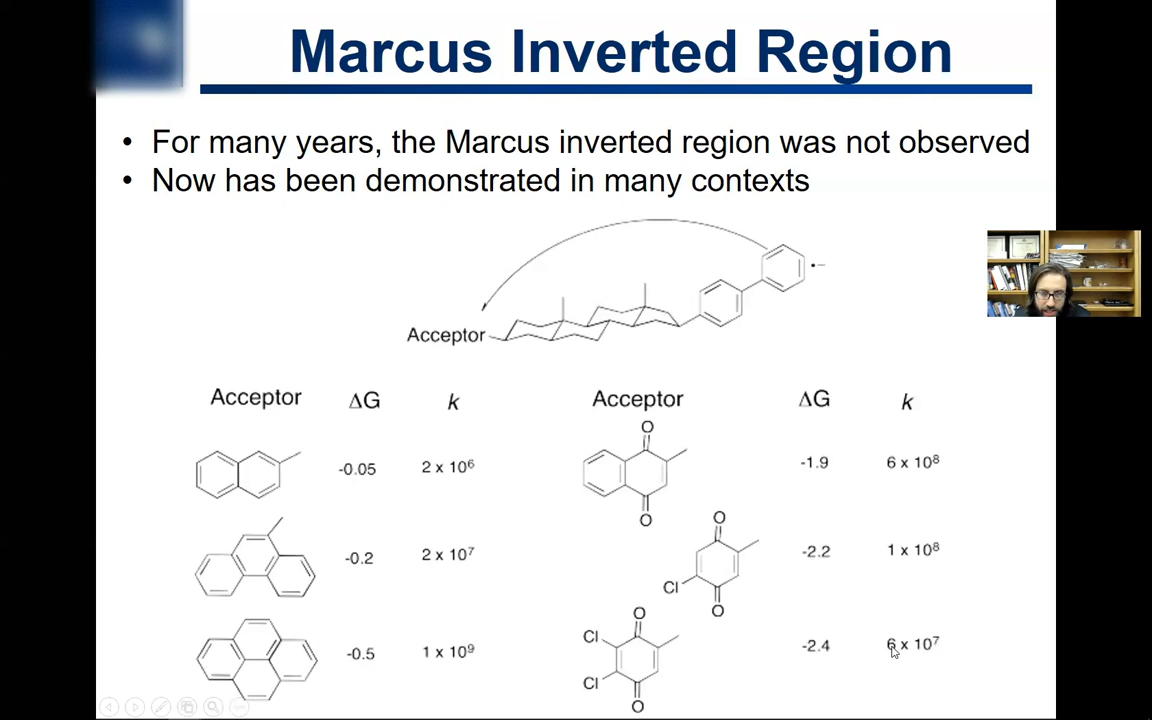 Marcus Inverted Region
• For many years, the Marcus inverted region was not observed
• Now has been demonstrated in many contexts
•–
Acceptor
Acceptor ΔG k
-0.05 2 x 10⁶
-0.2 2 x 10⁷
-0.5 1 x 10⁹
Acceptor ΔG k
O
O
-1.9 6 x 10⁸
O
Cl
O
-2.2 1 x 10⁸
O
Cl
Cl
O
-2.4 6 x 10⁷